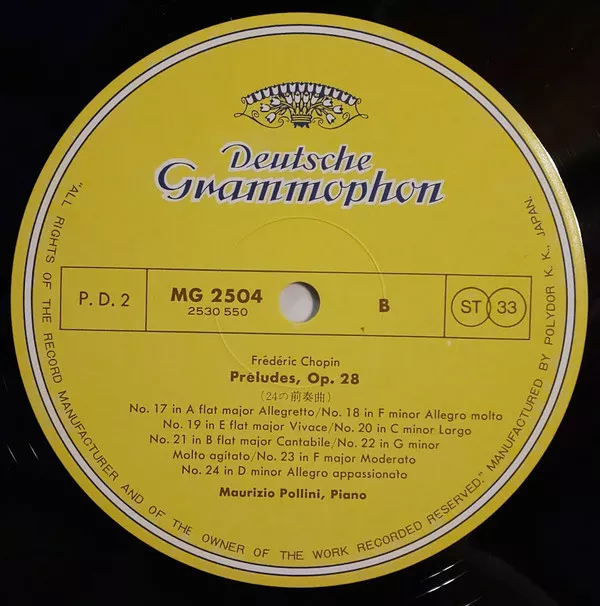 Deutsche
Grammophon
P. D. 2
MG 2504
2530 550
B
ST 33
Frédéric Chopin
Préludes, Op. 28
(24の前奏曲)
No. 17 in A flat major Allegretto/No. 18 in F minor Allegro molto
No. 19 in E flat major Vivace/No. 20 in C minor Largo
No. 21 in B flat major Cantabile/No. 22 in G minor
Molto agitato/No. 23 in F major Moderato
No. 24 in D minor Allegro appassionato
Maurizio Pollini, Piano
"ALL RIGHTS OF THE RECORD MANUFACTURER AND OF THE OWNER OF THE WORK RECORDED RESERVED." MANUFACTURED BY POLYDOR K. K., JAPAN.